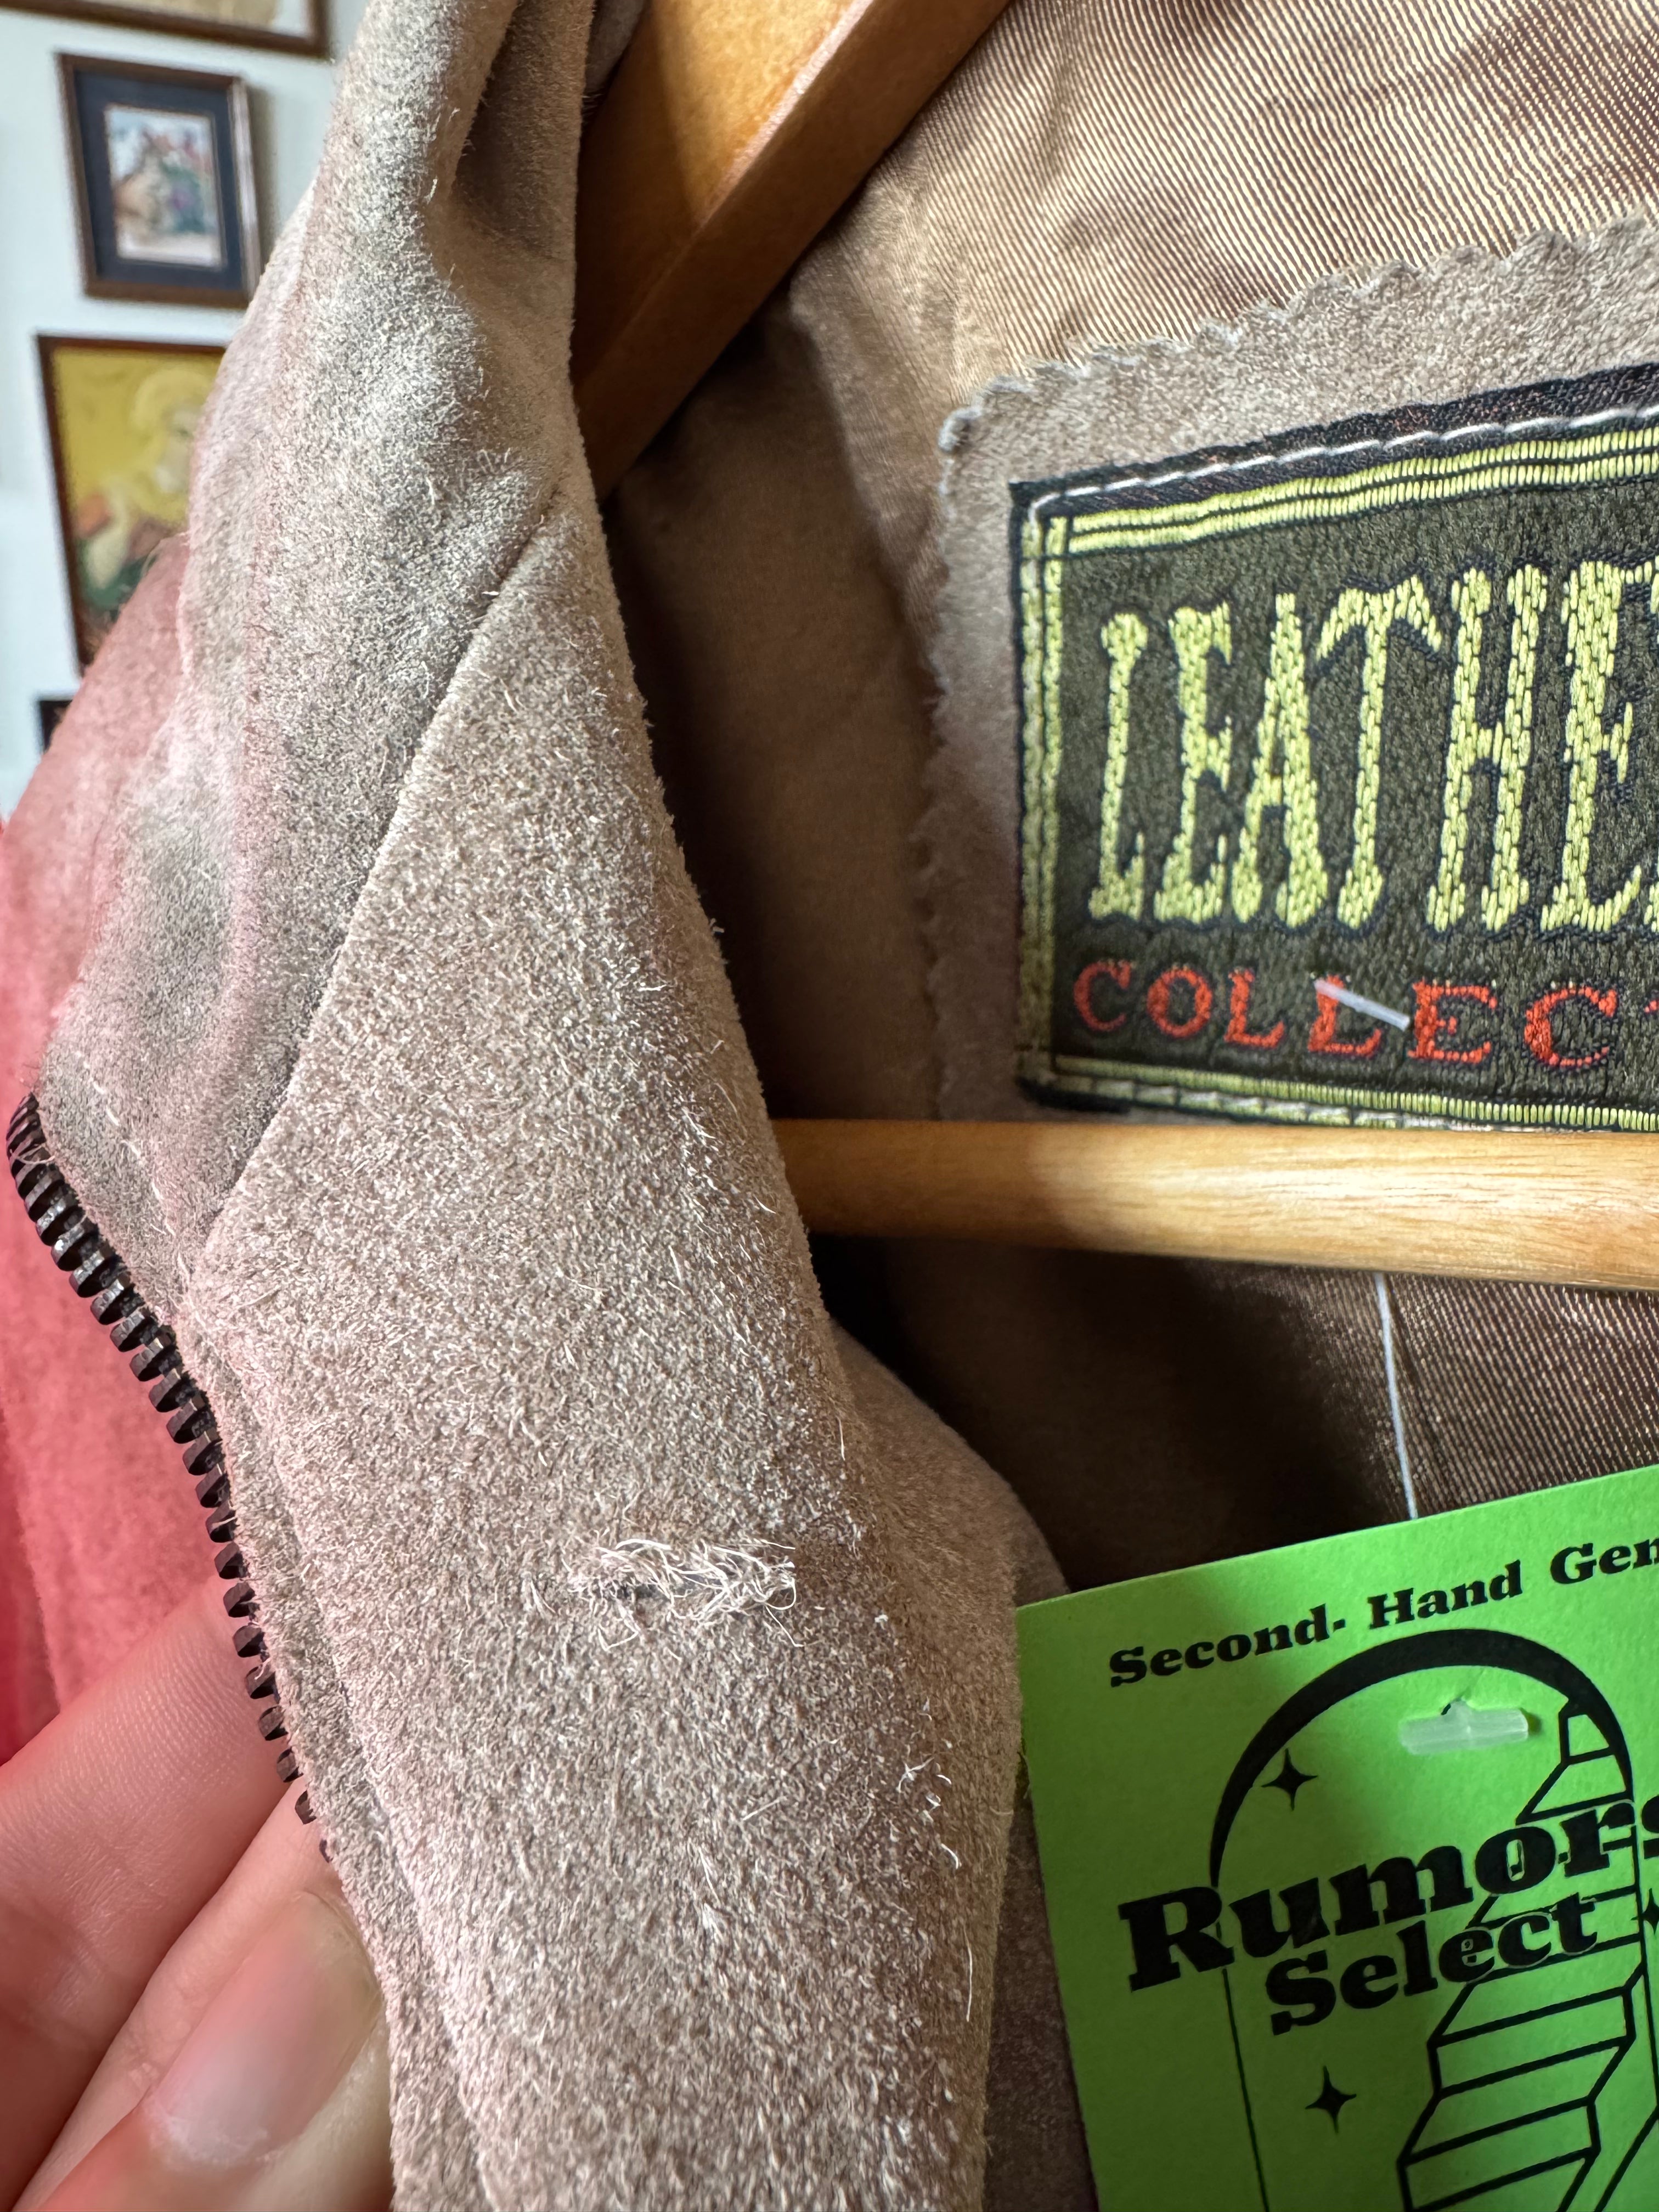 LEATHE
COLLEC
Second- Hand Gen
Rumors
Select